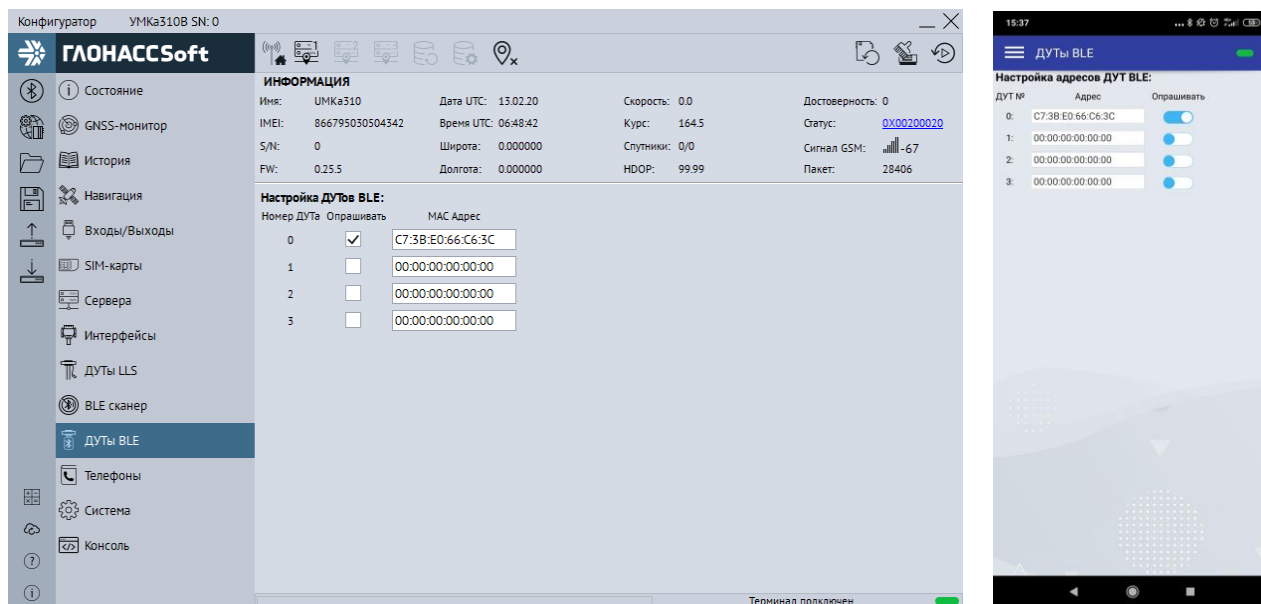 Конфигуратор УМКа310B SN: 0
ГЛОНАССSoft
Состояние
GNSS-монитор
История
Навигация
Входы/Выходы
SIM-карты
Сервера
Интерфейсы
ДУТы LLS
BLE сканер
ДУТы BLE
Телефоны
Система
Консоль
1 2 3
ИНФОРМАЦИЯ
Имя: UMKa310 Дата UTC: 13.02.20 Скорость: 0.0 Достоверность: 0
IMEI: 866795030504342 Время UTC: 06:48:42 Курс: 164.5 Статус: 0X00200020
S/N: 0 Широта: 0.000000 Спутники: 0/0 Сигнал GSM: -67
FW: 0.25.5 Долгота: 0.000000 HDOP: 99.99 Пакет: 28406
Настройка ДУТов BLE:
Номер ДУТа Опрашивать MAC Адрес
0 C7:3B:E0:66:C6:3C
1 00:00:00:00:00:00
2 00:00:00:00:00:00
3 00:00:00:00:00:00
Терминал подключен
15:37
ДУТы BLE
Настройка адресов ДУТ BLE:
ДУТ № Адрес Опрашивать
0: C7:3B:E0:66:C6:3C
1: 00:00:00:00:00:00
2: 00:00:00:00:00:00
3: 00:00:00:00:00:00